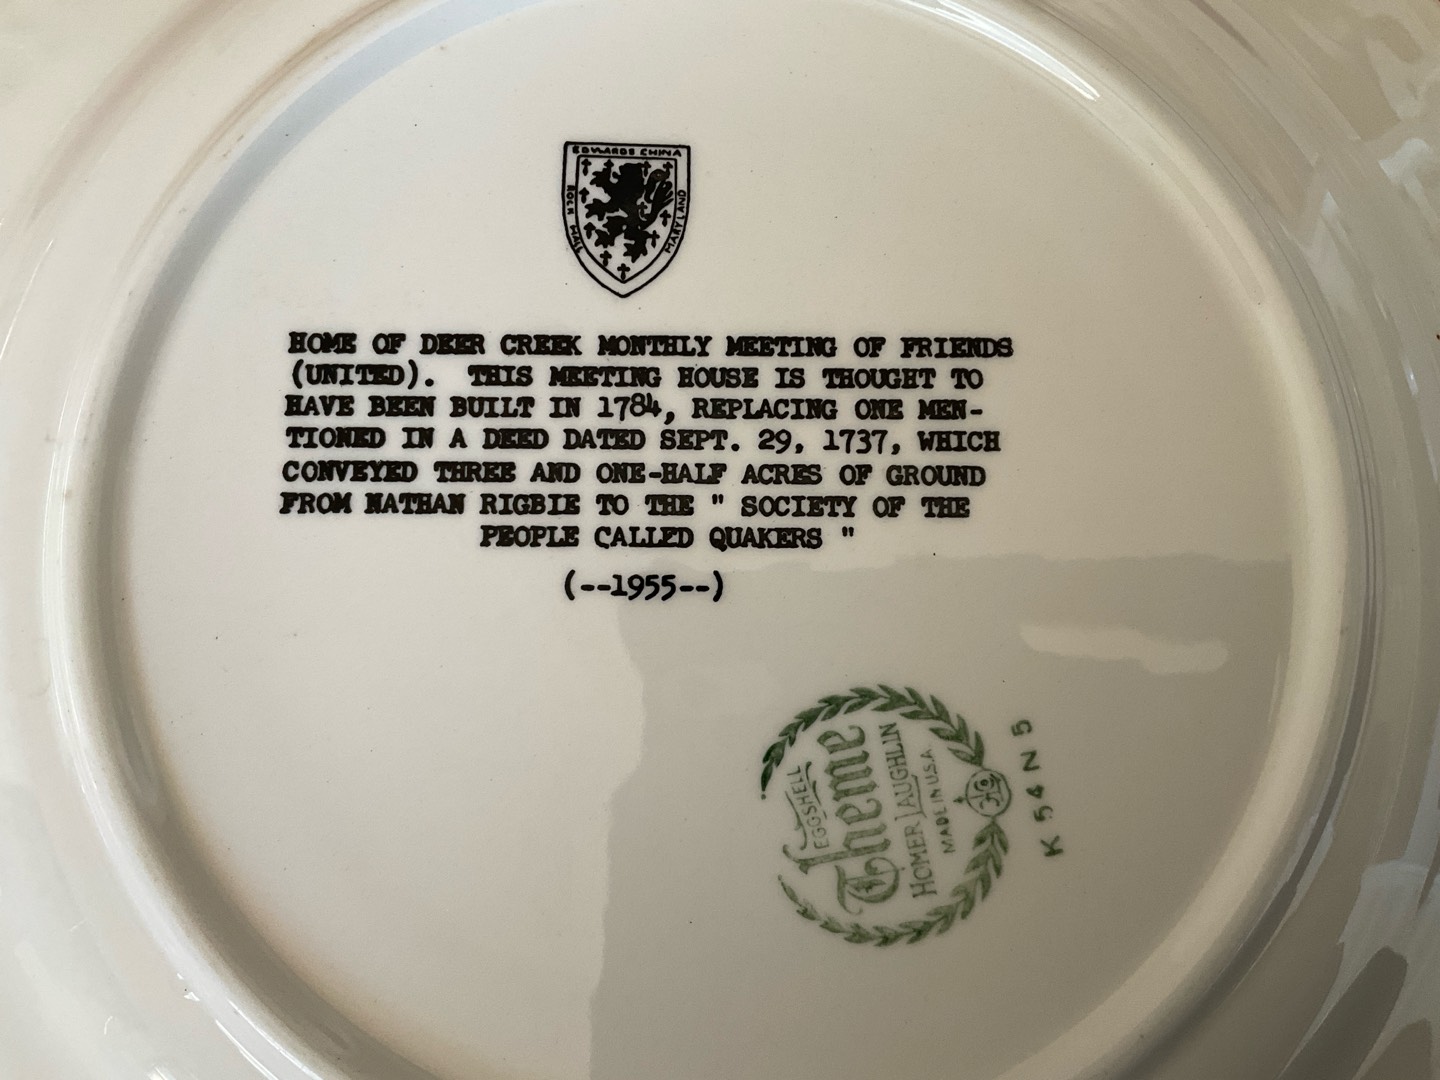 EDWARDS CHINA
ROCK HALL
MARYLAND
HOME OF DEER CREEK MONTHLY MEETING OF FRIENDS
(UNITED). THIS MEETING HOUSE IS THOUGHT TO
HAVE BEEN BUILT IN 1784, REPLACING ONE MEN-
TIONED IN A DEED DATED SEPT. 29, 1737, WHICH
CONVEYED THREE AND ONE-HALF ACRES OF GROUND
FROM NATHAN RIGBIE TO THE " SOCIETY OF THE
PEOPLE CALLED QUAKERS "
(--1955--)
EGGSHELL
Theme
HOMER LAUGHLIN
MADE IN U.S.A.
K 54 N 5